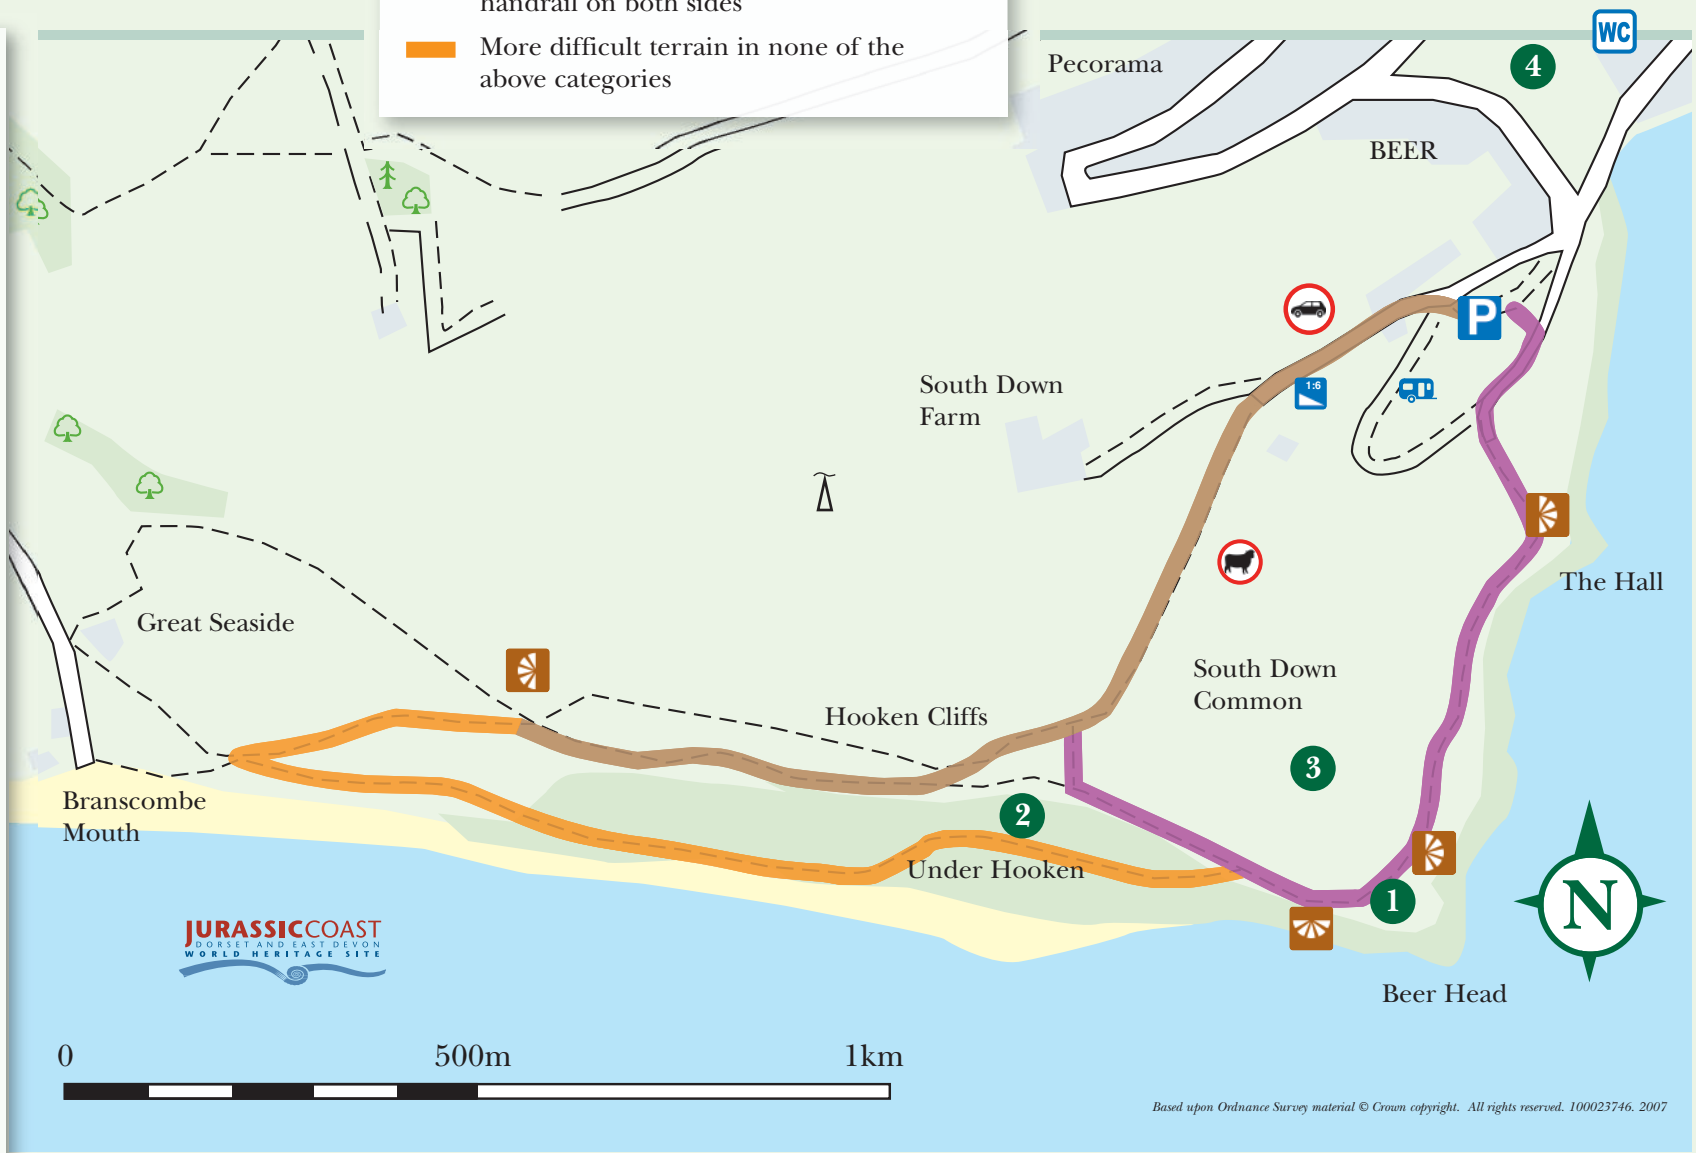 handrail on both sides
More difficult terrain in none of the
above categories
WC
Pecorama
4
BEER
P
1:6
South Down
Farm
The Hall
Great Seaside
South Down
Common
Hooken Cliffs
3
2
Branscombe
Mouth
Under Hooken
1
N
JURASSICCOAST
DORSET AND EAST DEVON
WORLD HERITAGE SITE
Beer Head
0 500m 1km
Based upon Ordnance Survey material © Crown copyright. All rights reserved. 100023746. 2007